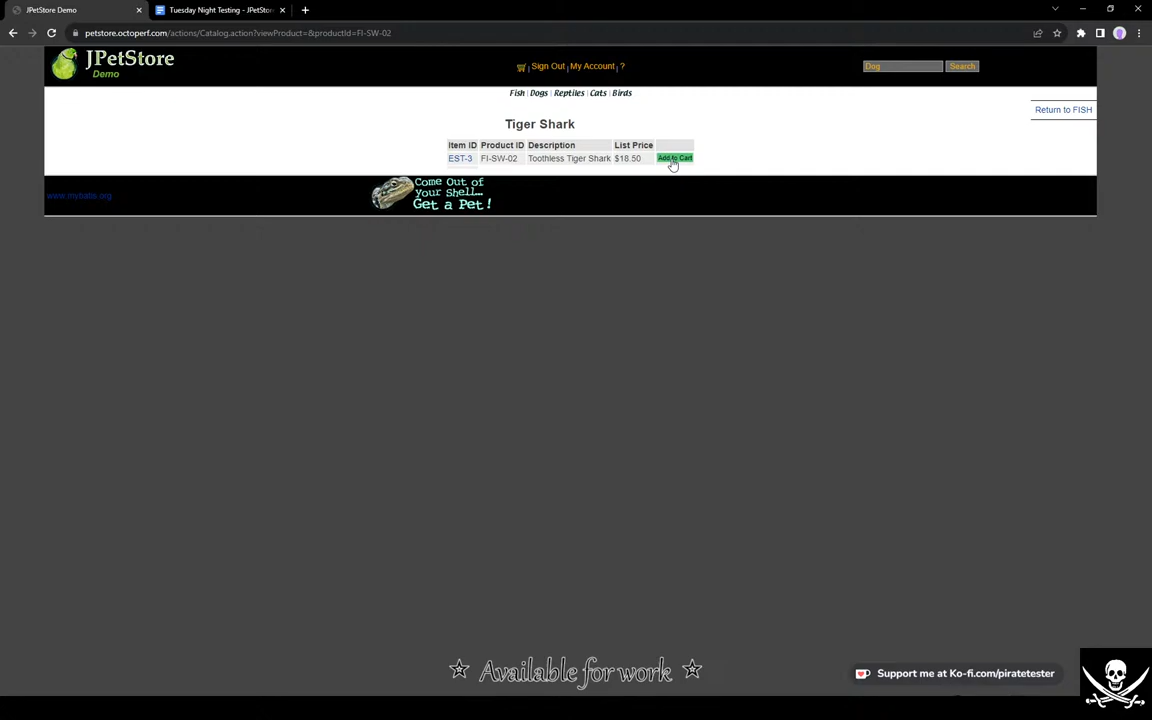 JPetStore Demo
Tuesday Night Testing - JPetStor
petstore.octoperf.com/actions/Catalog.action?viewProduct=&productId=FI-SW-02
JPetStore
Demo
Sign Out | My Account | ?
Dog
Search
Fish | Dogs | Reptiles | Cats | Birds
Return to FISH
Tiger Shark
Item ID Product ID Description List Price
EST-3 FI-SW-02 Toothless Tiger Shark $18.50 Add to Cart
www.mybatis.org
Come Out of
your Shell...
Get a Pet!
☆ Available for work ☆
Support me at Ko-fi.com/piratetester